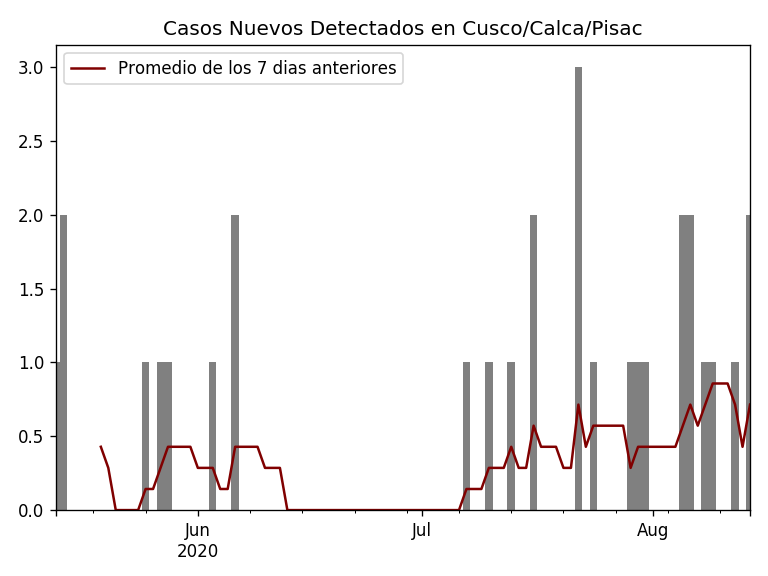 Casos Nuevos Detectados en Cusco/Calca/Pisac
Promedio de los 7 dias anteriores
3.0
2.5
2.0
1.5
1.0
0.5
0.0
Jun
2020
Jul
Aug